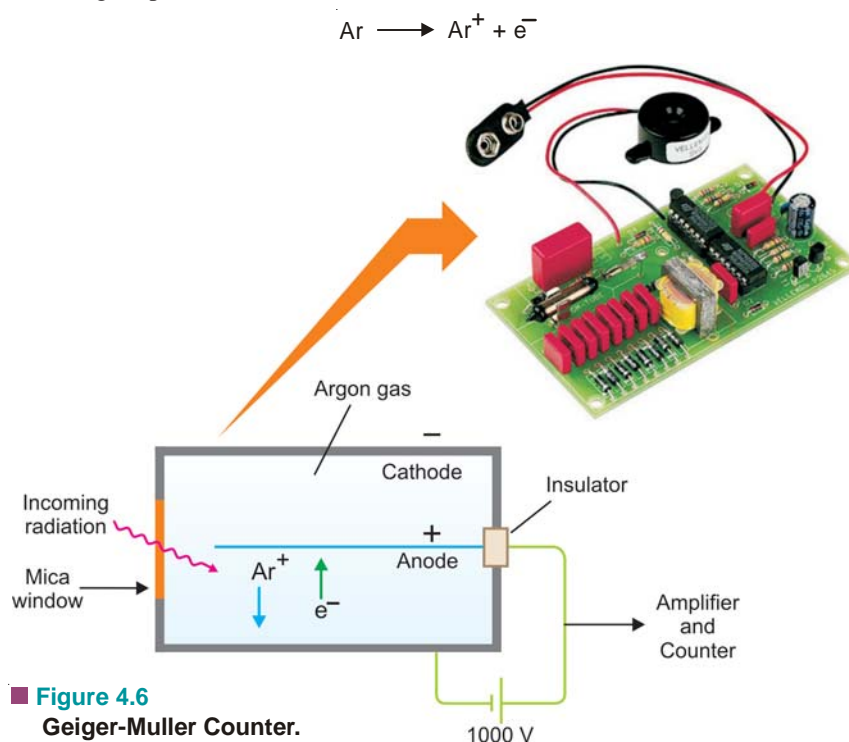 Ar ⟶ Ar⁺ + e⁻
VELLEMAN
Argon gas
−
Cathode
Insulator
Incoming
radiation
+
Anode
Ar⁺
e⁻
Mica
window
Amplifier
and
Counter
1000 V
Figure 4.6
Geiger-Muller Counter.